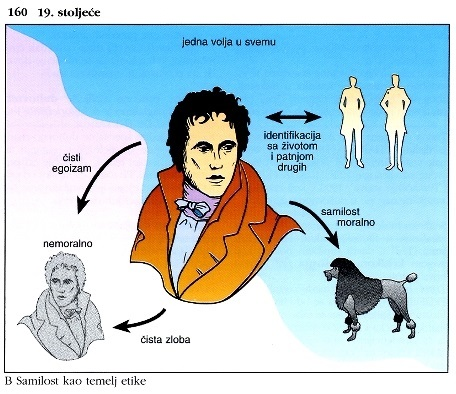 160 19. stoljeće
jedna volja u svemu
identifikacija
sa životom
i patnjom
drugih
čisti
egoizam
samilost
moralno
nemoralno
čista zloba
B Samilost kao temelj etike